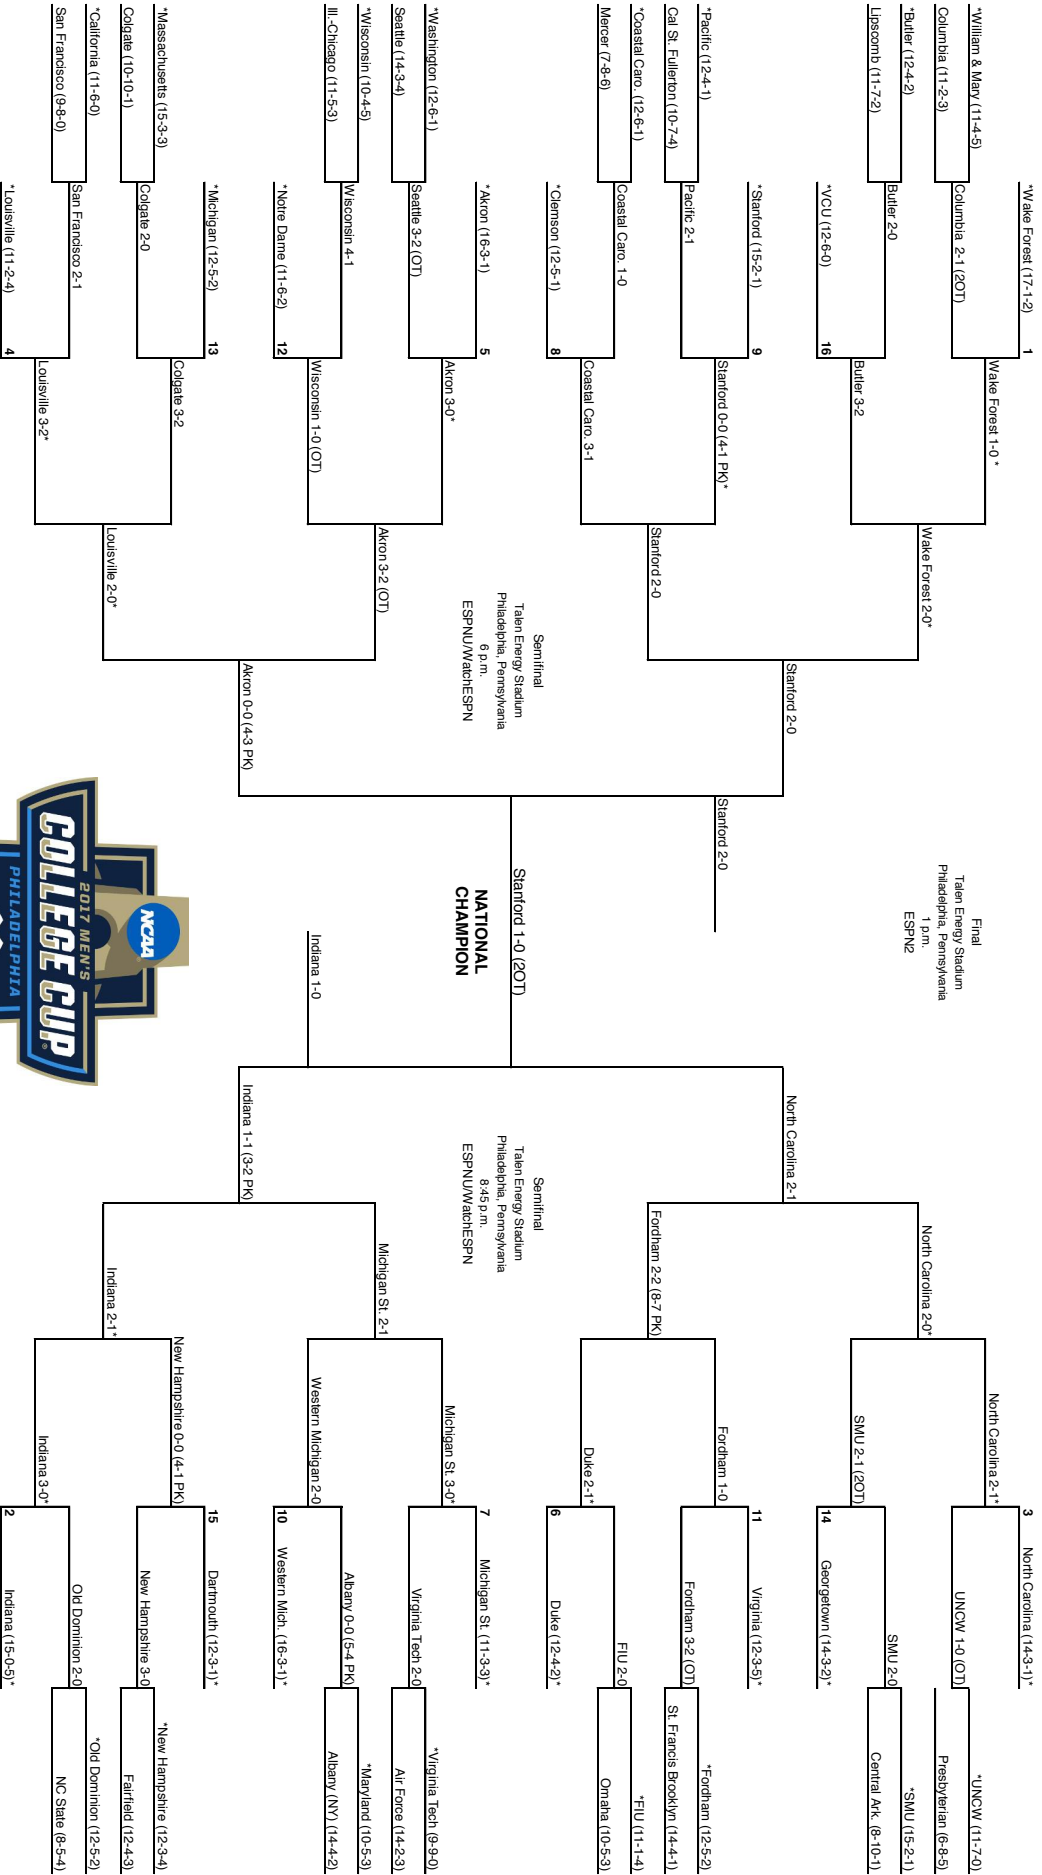 *William & Mary (11-4-5)
Columbia (11-2-3)
*Butler (12-4-2)
Lipscomb (11-7-2)
*Pacific (12-4-1)
Cal St. Fullerton (10-7-4)
*Coastal Caro. (12-6-1)
Mercer (7-8-6)
*Washington (12-6-1)
Seattle (14-3-4)
*Wisconsin (10-4-5)
Ill.-Chicago (11-5-3)
*Massachusetts (15-3-3)
Colgate (10-10-1)
*California (11-6-0)
San Francisco (9-8-0)
*Wake Forest (17-1-2)
1
Columbia 2-1 (2OT)
Butler 2-0
*VCU (12-6-0)
16
*Stanford (15-2-1)
9
Pacific 2-1
Coastal Caro. 1-0
*Clemson (12-5-1)
8
*Akron (16-3-1)
5
Seattle 3-2 (OT)
Wisconsin 4-1
*Notre Dame (11-6-2)
12
*Michigan (12-5-2)
13
Colgate 2-0
San Francisco 2-1
*Louisville (11-2-4)
4
Wake Forest 1-0 *
Butler 3-2
Stanford 0-0 (4-1 PK)*
Coastal Caro. 3-1
Akron 3-0*
Wisconsin 1-0 (OT)
Colgate 3-2
Louisville 3-2*
Wake Forest 2-0*
Stanford 2-0
Akron 3-2 (OT)
Louisville 2-0*
Semifinal
Talen Energy Stadium
Philadelphia, Pennsylvania
6 p.m.
ESPNU/WatchESPN
Stanford 2-0
Akron 0-0 (4-3 PK)
Final
Talen Energy Stadium
Philadelphia, Pennsylvania
1 p.m.
ESPN2
Stanford 2-0
Stanford 1-0 (2OT)
NATIONAL
CHAMPION
Indiana 1-0
NCAA
2017 MEN'S
COLLEGE CUP®
PHILADELPHIA
North Carolina 2-1
Indiana 1-1 (3-2 PK)
Semifinal
Talen Energy Stadium
Philadelphia, Pennsylvania
8:45 p.m.
ESPNU/WatchESPN
North Carolina 2-0*
Fordham 2-2 (8-7 PK)
Michigan St. 2-1
Indiana 2-1*
North Carolina 2-1*
SMU 2-1 (2OT)
Fordham 1-0
Duke 2-1*
Michigan St. 3-0*
Western Michigan 2-0
New Hampshire 0-0 (4-1 PK)
Indiana 3-0*
3
North Carolina (14-3-1)*
UNCW 1-0 (OT)
SMU 2-0
14
Georgetown (14-3-2)*
11
Virginia (12-3-5)*
Fordham 3-2 (OT)
FIU 2-0
6
Duke (12-4-2)*
7
Michigan St. (11-3-3)*
Virginia Tech 2-0
Albany 0-0 (5-4 PK)
10
Western Mich. (16-3-1)*
15
Dartmouth (12-3-1)*
New Hampshire 3-0
Old Dominion 2-0
2
Indiana (15-0-5)*
*UNCW (11-7-0)
Presbyterian (6-8-5)
*SMU (15-2-1)
Central Ark. (8-10-1)
*Fordham (12-5-2)
St. Francis Brooklyn (14-4-1)
*FIU (11-1-4)
Omaha (10-5-3)
*Virginia Tech (9-9-0)
Air Force (14-2-3)
*Maryland (10-5-3)
Albany (NY) (14-4-2)
*New Hampshire (12-3-4)
Fairfield (12-4-3)
*Old Dominion (12-5-2)
NC State (8-5-4)